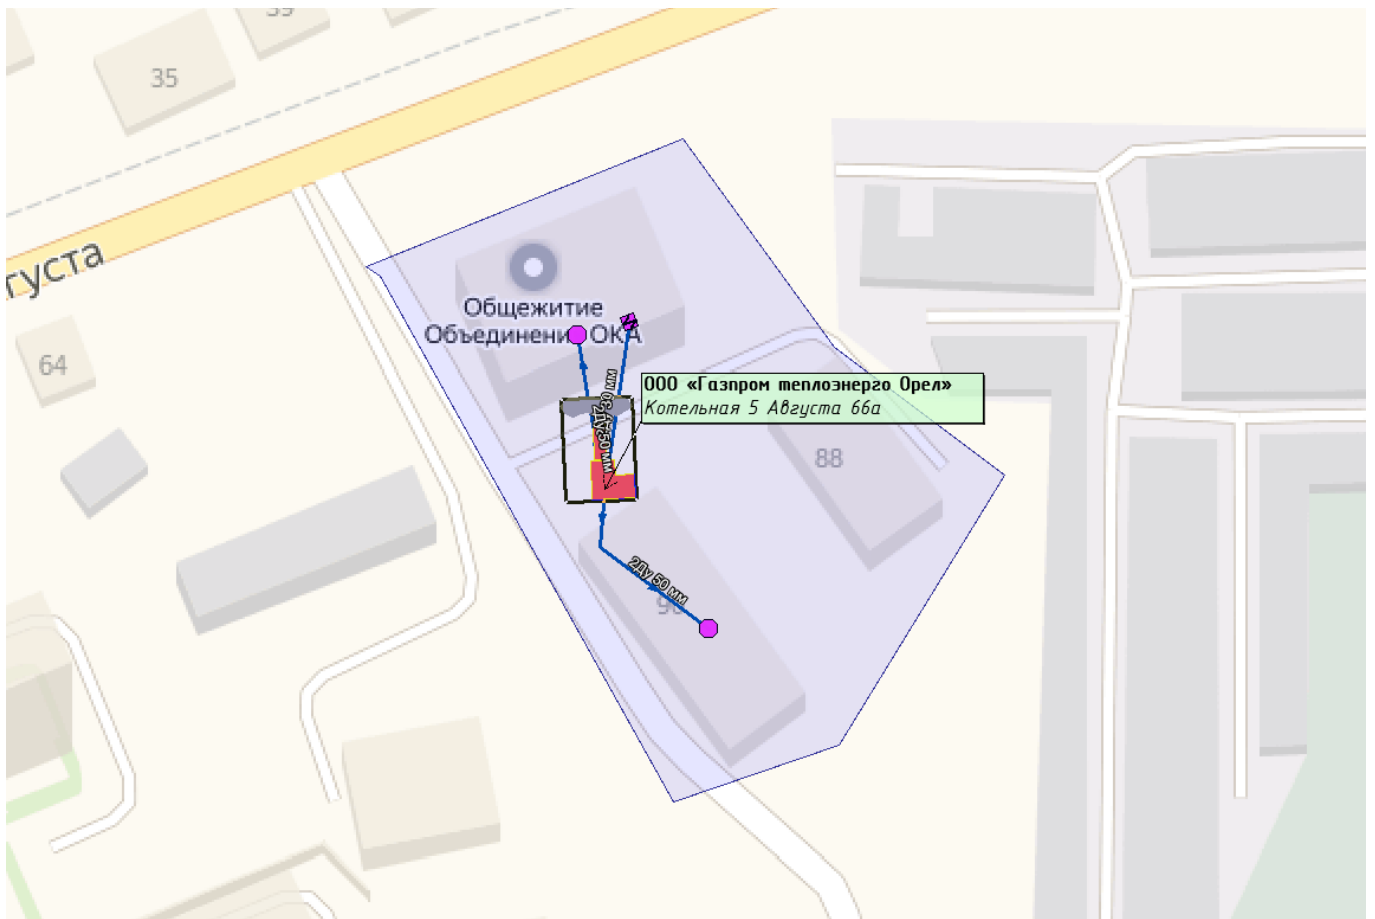 35
густа
Общежитие
Объединени ОКА
64
ООО «Газпром теплоэнерго Орел»
Котельная 5 Августа 66а
88
2Ду 50 мм